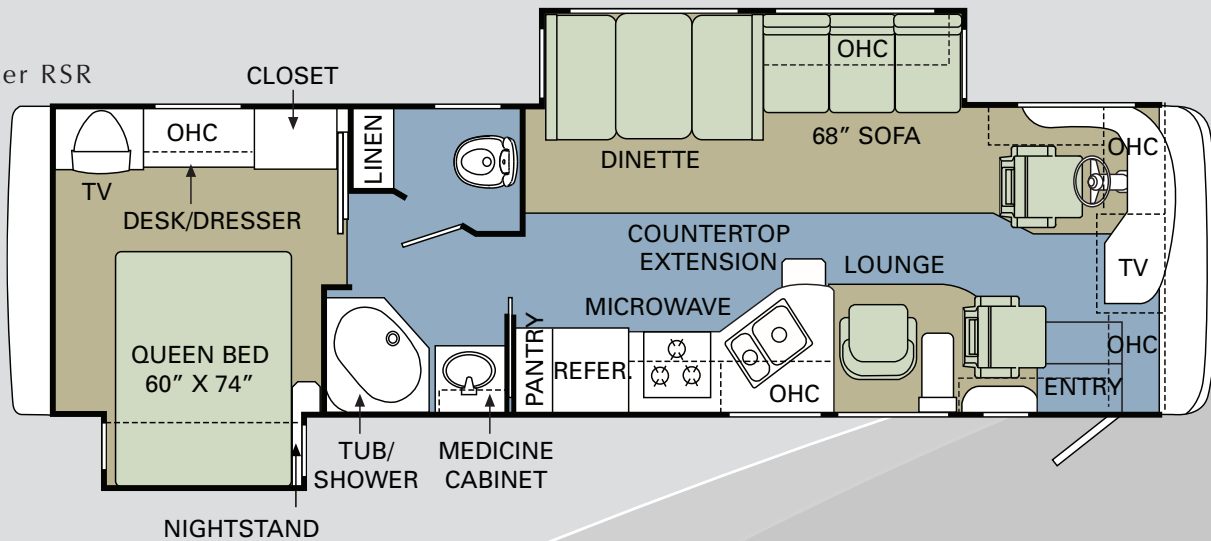 er RSR
CLOSET
OHC
OHC
LINEN
DINETTE
68” SOFA
OHC
TV
DESK/DRESSER
COUNTERTOP
EXTENSION
LOUNGE
TV
MICROWAVE
QUEEN BED
60” X 74”
PANTRY
REFER.
OHC
OHC
ENTRY
TUB/
SHOWER
MEDICINE
CABINET
NIGHTSTAND